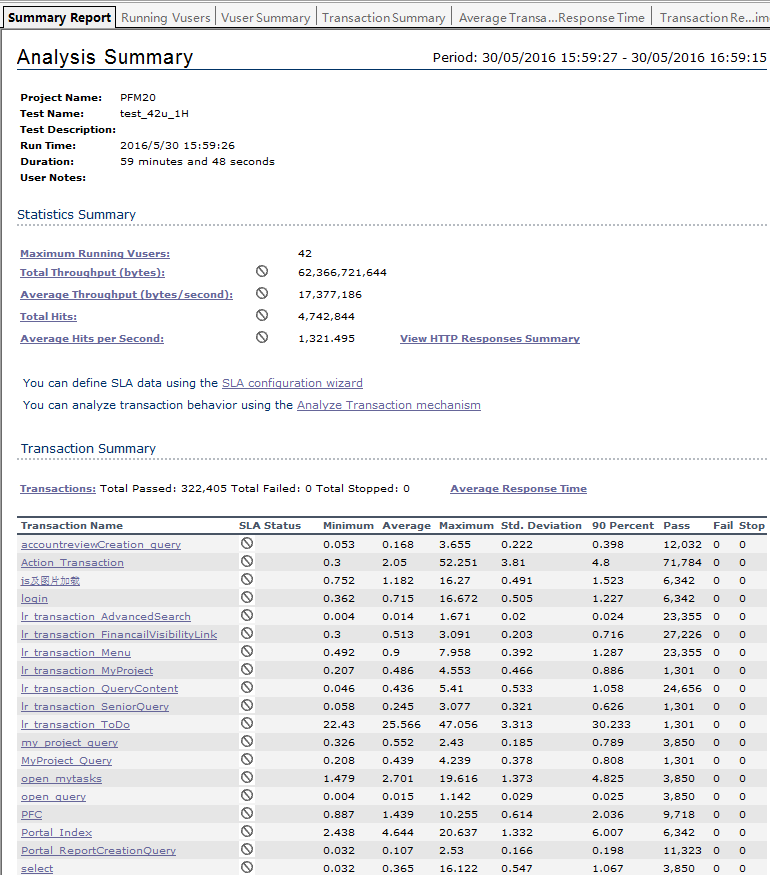 Summary Report Running Vusers Vuser Summary Transaction Summary Average Transa...Response Time Transaction Re...im
Analysis Summary Period: 30/05/2016 15:59:27 - 30/05/2016 16:59:15
Project Name: PFM20
Test Name: test_42u_1H
Test Description:
Run Time: 2016/5/30 15:59:26
Duration: 59 minutes and 48 seconds
User Notes:
Statistics Summary
Maximum Running Vusers: 42
Total Throughput (bytes): 62,366,721,644
Average Throughput (bytes/second): 17,377,186
Total Hits: 4,742,844
Average Hits per Second: 1,321.495 View HTTP Responses Summary
You can define SLA data using the SLA configuration wizard
You can analyze transaction behavior using the Analyze Transaction mechanism
Transaction Summary
Transactions: Total Passed: 322,405 Total Failed: 0 Total Stopped: 0 Average Response Time
Transaction Name SLA Status Minimum Average Maximum Std. Deviation 90 Percent Pass Fail Stop
accountreviewCreation_query 0.053 0.168 3.655 0.222 0.398 12,032 0 0
Action_Transaction 0.3 2.05 52.251 3.81 4.8 71,784 0 0
js及图片加载 0.752 1.182 16.27 0.491 1.523 6,342 0 0
login 0.362 0.715 16.672 0.505 1.227 6,342 0 0
lr_transaction_AdvancedSearch 0.004 0.014 1.671 0.02 0.024 23,355 0 0
lr_transaction_FinancailVisibilityLink 0.3 0.513 3.091 0.203 0.716 27,226 0 0
lr_transaction_Menu 0.492 0.9 7.958 0.392 1.287 23,355 0 0
lr_transaction_MyProject 0.207 0.486 4.553 0.466 0.886 1,301 0 0
lr_transaction_QueryContent 0.046 0.436 5.41 0.533 1.058 24,656 0 0
lr_transaction_SeniorQuery 0.058 0.245 3.077 0.321 0.626 1,301 0 0
lr_transaction_ToDo 22.43 25.566 47.056 3.313 30.233 1,301 0 0
my_project_query 0.326 0.552 2.43 0.185 0.789 3,850 0 0
MyProject_Query 0.208 0.439 4.239 0.378 0.808 1,301 0 0
open_mytasks 1.479 2.701 19.616 1.373 4.825 3,850 0 0
open_query 0.004 0.015 1.142 0.029 0.025 3,850 0 0
PFC 0.887 1.439 10.255 0.614 2.036 9,718 0 0
Portal_Index 2.438 4.644 20.637 1.332 6.007 6,342 0 0
Portal_ReportCreationQuery 0.032 0.107 2.53 0.166 0.198 11,323 0 0
select 0.032 0.365 16.122 0.547 1.067 3,850 0 0